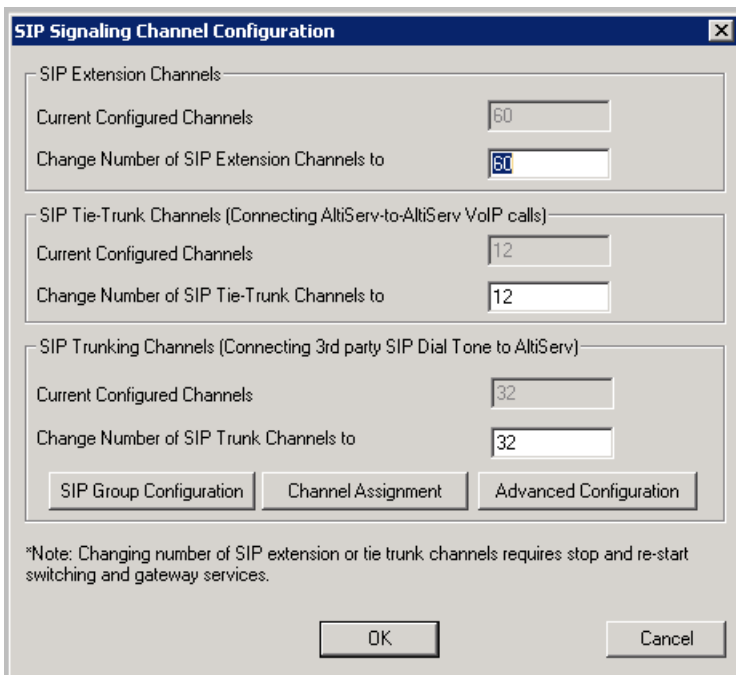 SIP Signaling Channel Configuration
SIP Extension Channels
Current Configured Channels 60
Change Number of SIP Extension Channels to 60
SIP Tie-Trunk Channels (Connecting AltiServ-to-AltiServ VoIP calls)
Current Configured Channels 12
Change Number of SIP Tie-Trunk Channels to 12
SIP Trunking Channels (Connecting 3rd party SIP Dial Tone to AltiServ)
Current Configured Channels 32
Change Number of SIP Trunk Channels to 32
SIP Group Configuration Channel Assignment Advanced Configuration
*Note: Changing number of SIP extension or tie trunk channels requires stop and re-start
switching and gateway services.
OK Cancel